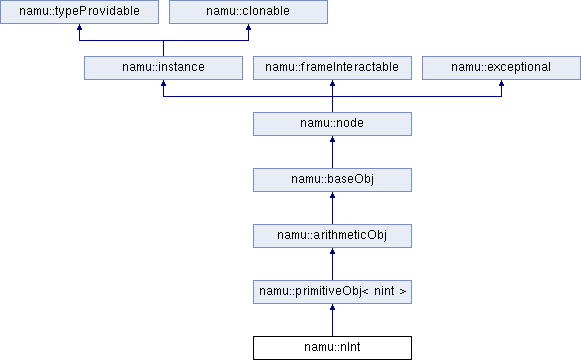 namu::typeProvidable
namu::clonable
namu::instance
namu::frameInteractable
namu::exceptional
namu::node
namu::baseObj
namu::arithmeticObj
namu::primitiveObj< nint >
namu::nInt